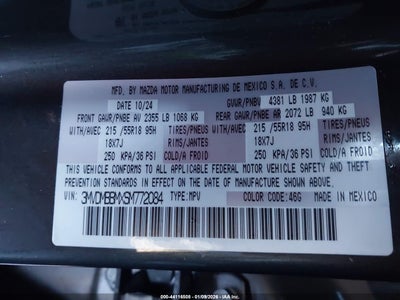 MFD. BY MAZDA MOTOR MANUFACTURING DE MEXICO S.A. DE C.V.
DATE 10/24 GVWR/PNBV 4381 LB 1987 KG
FRONT GAWR/PNBE AV 2355 LB 1068 KG REAR GAWR/PNBE AR 2072 LB 940 KG
WITH/AVEC 215 /55R18 95H TIRES/PNEUS WITH/AVEC 215 /55R18 95H TIRES/PNEUS
18X7J RIMS/JANTES 18X7J RIMS/JANTES
250 KPA/36 PSI COLD/A FROID 250 KPA/36 PSI COLD/A FROID
THIS VEHICLE CONFORMS TO ALL APPLICABLE FEDERAL MOTOR VEHICLE SAFETY AND THEFT
PREVENTION STANDARDS IN EFFECT ON THE DATE OF MANUFACTURE SHOWN ABOVE.
VIN: TYPE: MPV COLOR CODE: 46G MADE IN MEXICO
000-44116509 - 01/09/2026 - IAAI.com